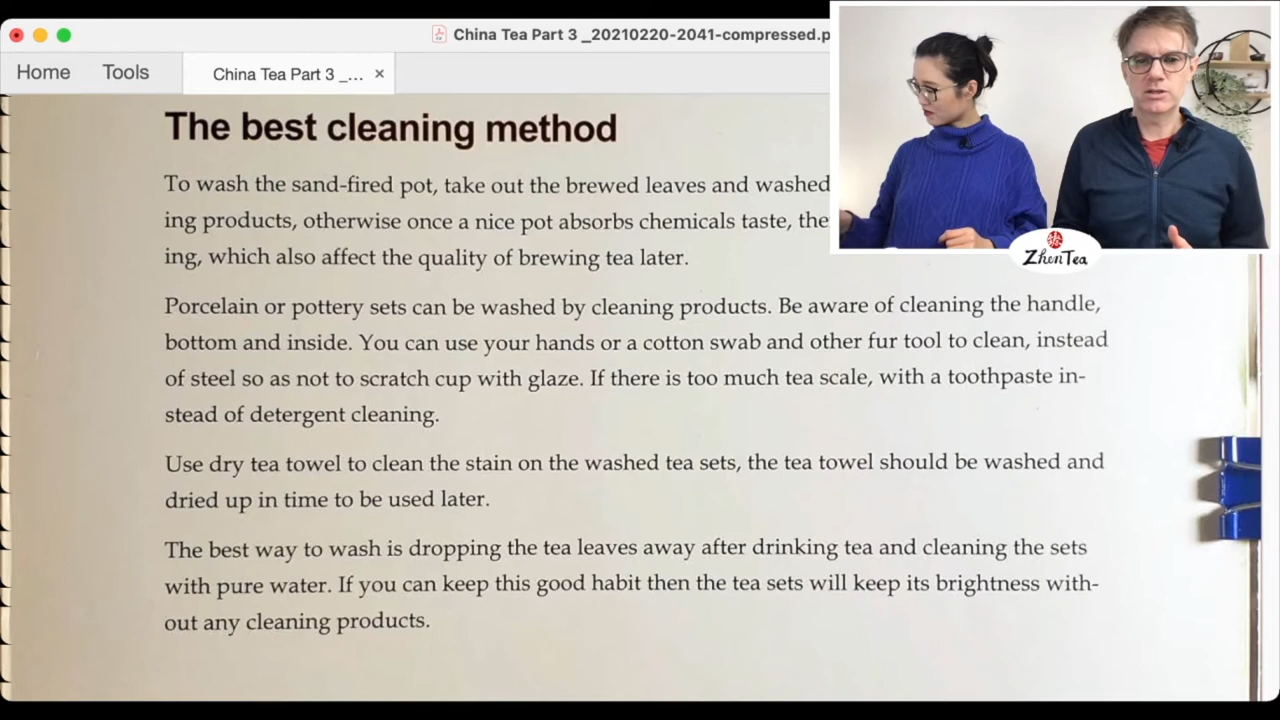 China Tea Part 3 _20210220-2041-compressed.p
Home
Tools
China Tea Part 3 _...
×
The best cleaning method
To wash the sand-fired pot, take out the brewed leaves and washed
ing products, otherwise once a nice pot absorbs chemicals taste, the
ing, which also affect the quality of brewing tea later.
Porcelain or pottery sets can be washed by cleaning products. Be aware of cleaning the handle,
bottom and inside. You can use your hands or a cotton swab and other fur tool to clean, instead
of steel so as not to scratch cup with glaze. If there is too much tea scale, with a toothpaste in-
stead of detergent cleaning.
Use dry tea towel to clean the stain on the washed tea sets, the tea towel should be washed and
dried up in time to be used later.
The best way to wash is dropping the tea leaves away after drinking tea and cleaning the sets
with pure water. If you can keep this good habit then the tea sets will keep its brightness with-
out any cleaning products.
ZhenTea